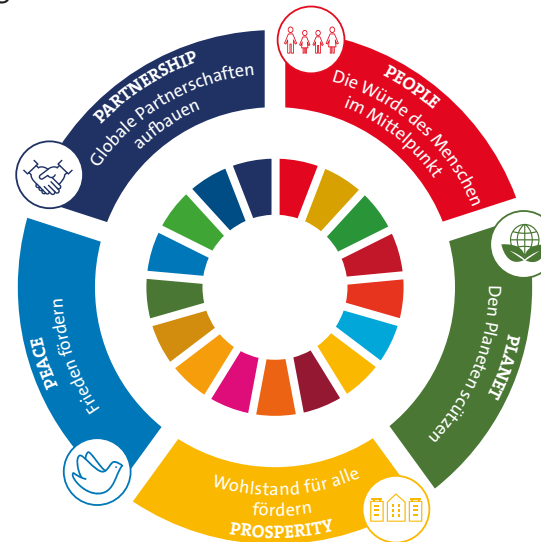 PEOPLE
Die Würde des Menschen
im Mittelpunkt
PLANET
Den Planeten scützen
Wohlstand für alle
fördern
PROSPERITY
PEACE
Frieden fördern
PARTNERSHIP
Globale Partnerschaften
aufbauen